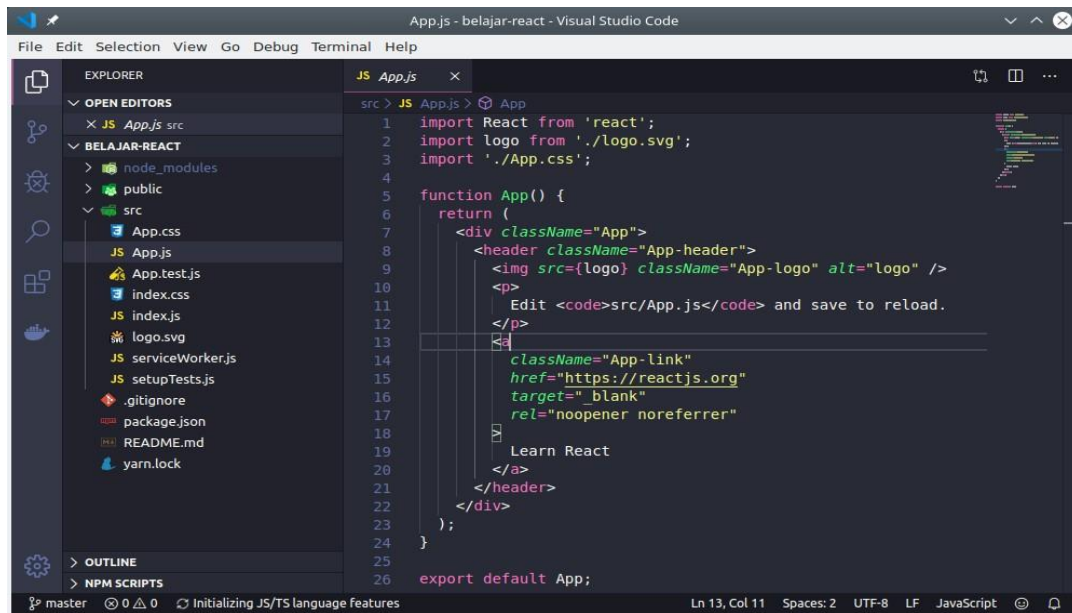 App.js - belajar-react - Visual Studio Code
File Edit Selection View Go Debug Terminal Help
EXPLORER
OPEN EDITORS
JS App.js src
BELAJAR-REACT
node_modules
public
src
App.css
JS App.js
App.test.js
index.css
JS index.js
logo.svg
JS serviceWorker.js
JS setupTests.js
.gitignore
package.json
README.md
yarn.lock
OUTLINE
NPM SCRIPTS
JS App.js
src > JS App.js > App
1 import React from 'react';
2 import logo from './logo.svg';
3 import './App.css';
4
5 function App() {
6 return (
7 <div className="App">
8 <header className="App-header">
9 <img src={logo} className="App-logo" alt="logo" />
10 <p>
11 Edit <code>src/App.js</code> and save to reload.
12 </p>
13 <a
14 className="App-link"
15 href="https://reactjs.org"
16 target="_blank"
17 rel="noopener noreferrer"
18 >
19 Learn React
20 </a>
21 </header>
22 </div>
23 );
24 }
25
26 export default App;
master 0 0 Initializing JS/TS language features Ln 13, Col 11 Spaces: 2 UTF-8 LF JavaScript